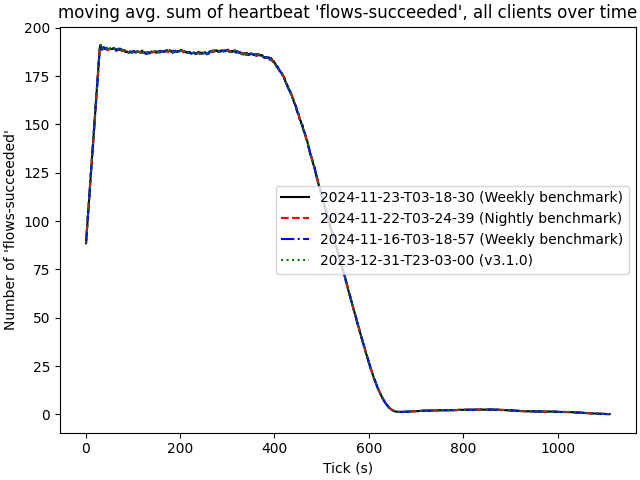 moving avg. sum of heartbeat 'flows-succeeded', all clients over time
Number of 'flows-succeeded'
200
175
150
125
100
75
50
25
0
2024-11-23-T03-18-30 (Weekly benchmark)
2024-11-22-T03-24-39 (Nightly benchmark)
2024-11-16-T03-18-57 (Weekly benchmark)
2023-12-31-T23-03-00 (v3.1.0)
0 200 400 600 800 1000
Tick (s)